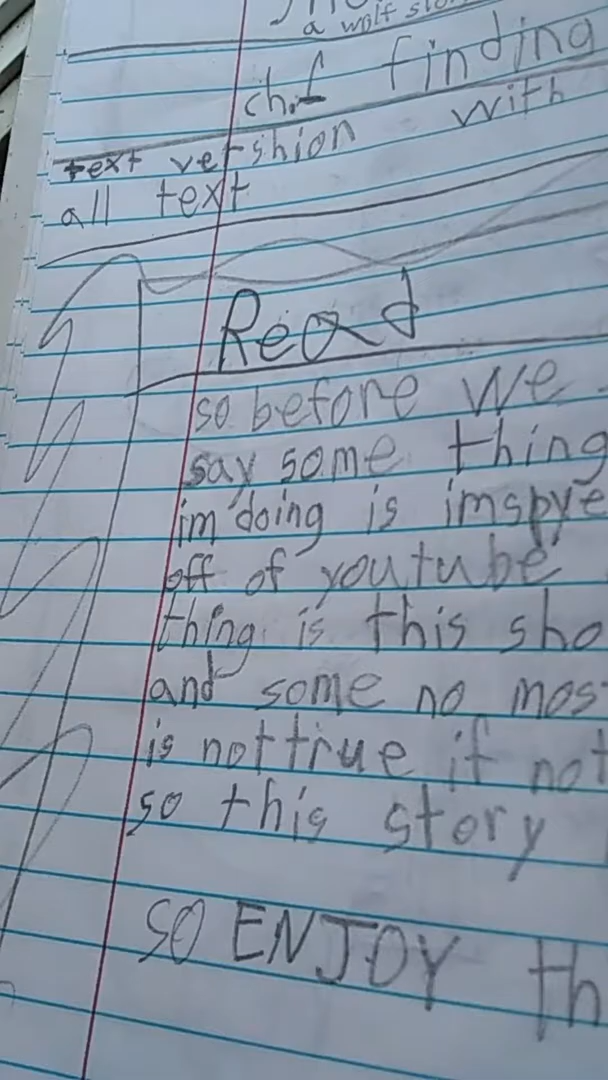 a wolf
ch.1 finding
text vershion with
all text
Read
so before we
say some thing
im doing is imspye
off of youtube
thing is this sho
and some no mos
is not true if not
so this story
SO ENJOY th